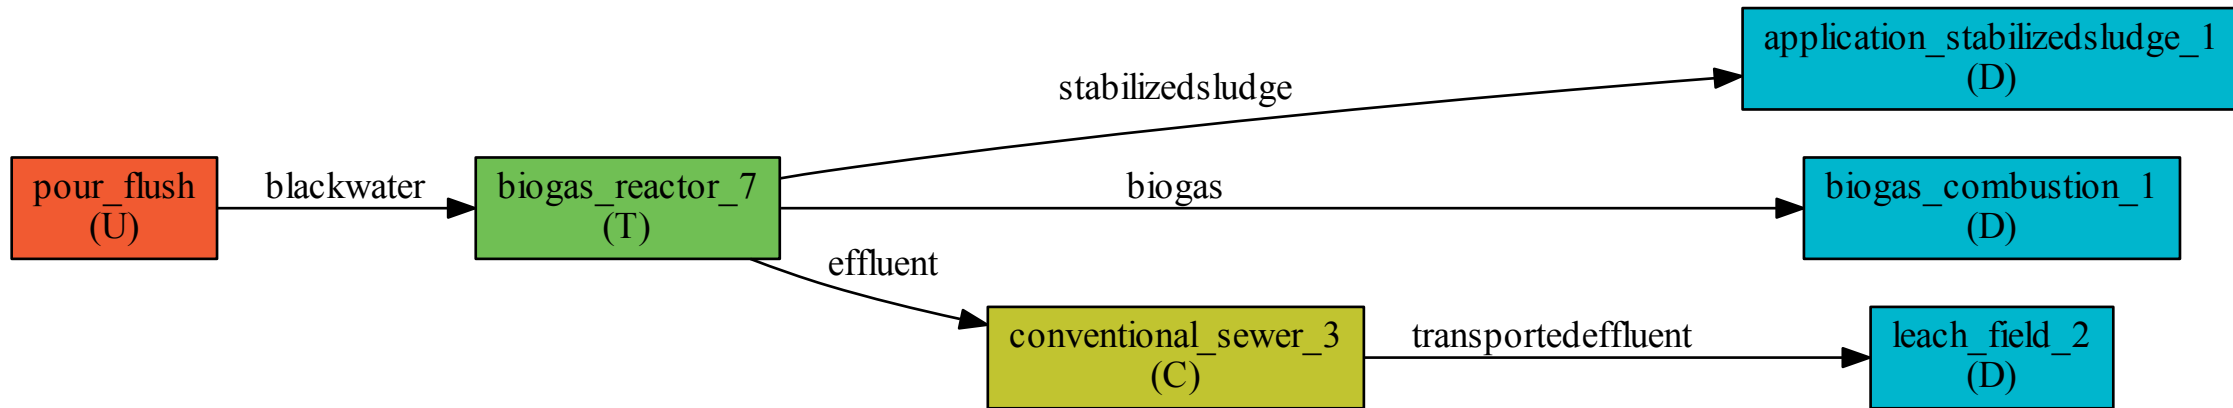 application_stabilizedsludge_1
(D)
stabilizedsludge
pour_flush
(U)
blackwater
biogas_reactor_7
(T)
biogas
biogas_combustion_1
(D)
effluent
conventional_sewer_3
(C)
transportedeffluent
leach_field_2
(D)